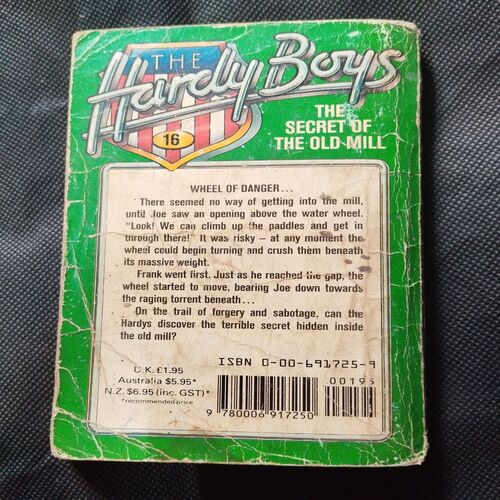 THE
Hardy Boys
16
THE
SECRET OF
THE OLD MILL
WHEEL OF DANGER...
There seemed no way of getting into the mill,
until Joe saw an opening above the water wheel.
"Look! We can climb up the paddles and get in
through there!" It was risky – at any moment the
wheel could begin turning and crush them beneath
its massive weight.
Frank went first. Just as he reached the gap, the
wheel started to move, bearing Joe down towards
the raging torrent beneath...
On the trail of forgery and sabotage, can the
Hardys discover the terrible secret hidden inside
the old mill?
ISBN 0-00-691725-9
U.K. £1.95
Australia $5.95*
N.Z. $6.95 (inc. GST)*
*recommended price
00195
9 780006 917250